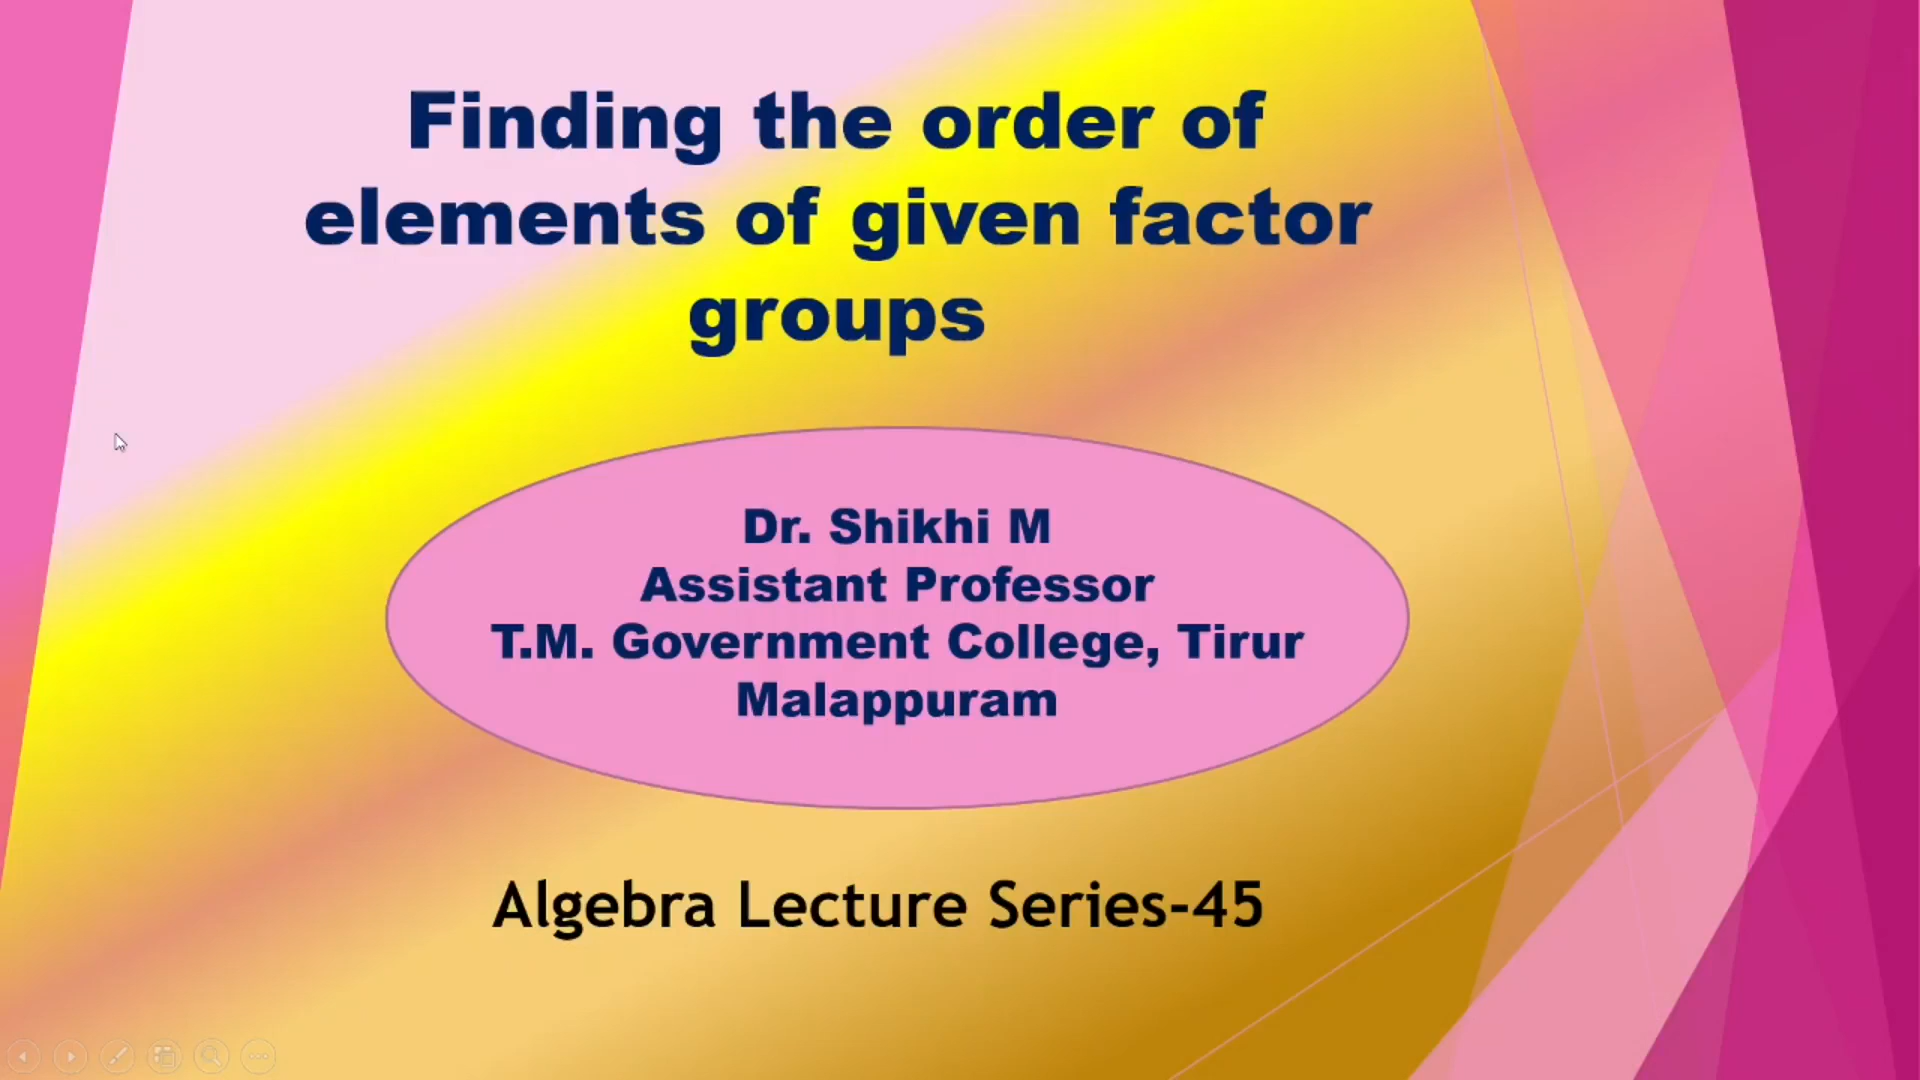 Finding the order of
elements of given factor
groups
Dr. Shikhi M
Assistant Professor
T.M. Government College, Tirur
Malappuram
Algebra Lecture Series-45